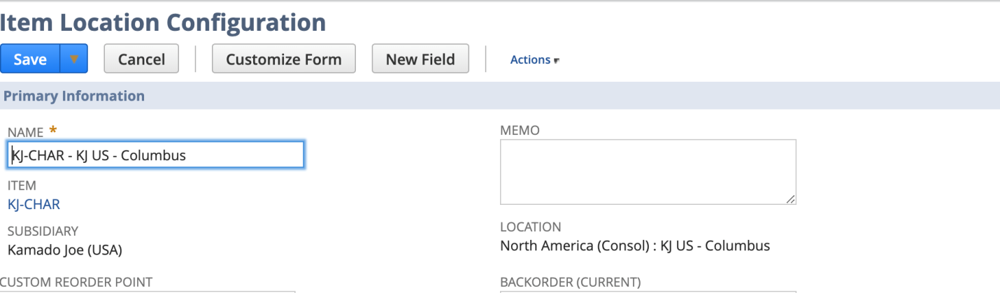 Item Location Configuration
Save Cancel Customize Form New Field Actions
Primary Information
NAME *
KJ-CHAR - KJ US - Columbus
MEMO
ITEM
KJ-CHAR
SUBSIDIARY
Kamado Joe (USA)
LOCATION
North America (Consol) : KJ US - Columbus
CUSTOM REORDER POINT
BACKORDER (CURRENT)